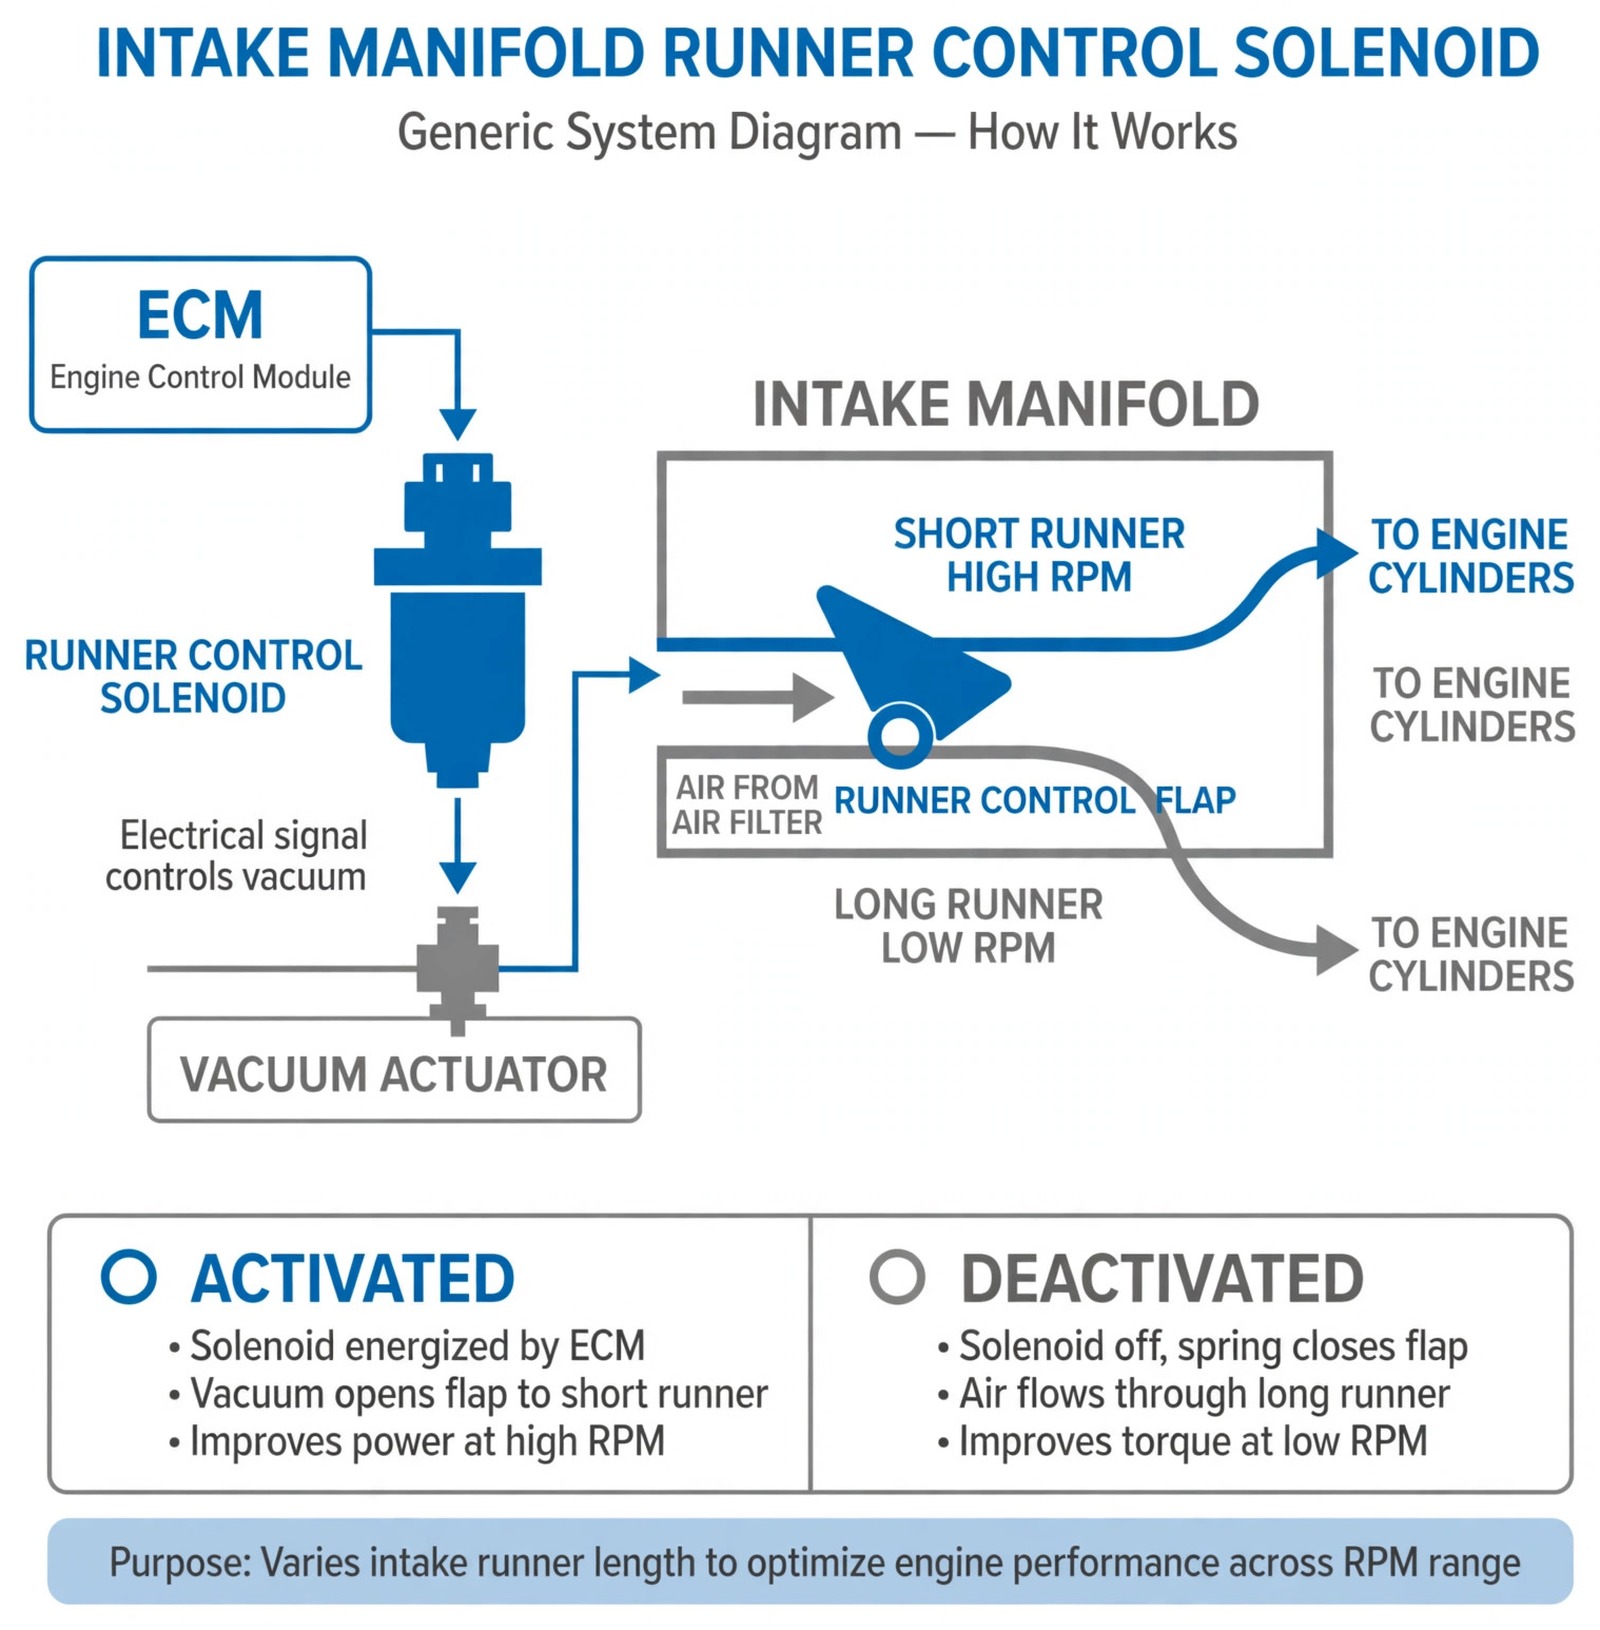 INTAKE MANIFOLD RUNNER CONTROL SOLENOID
Generic System Diagram — How It Works
ECM
Engine Control Module
INTAKE MANIFOLD
SHORT RUNNER
HIGH RPM
TO ENGINE
CYLINDERS
RUNNER CONTROL
SOLENOID
TO ENGINE
CYLINDERS
AIR FROM
AIR FILTER
RUNNER CONTROL FLAP
Electrical signal
controls vacuum
LONG RUNNER
LOW RPM
TO ENGINE
CYLINDERS
VACUUM ACTUATOR
ACTIVATED
• Solenoid energized by ECM
• Vacuum opens flap to short runner
• Improves power at high RPM
DEACTIVATED
• Solenoid off, spring closes flap
• Air flows through long runner
• Improves torque at low RPM
Purpose: Varies intake runner length to optimize engine performance across RPM range